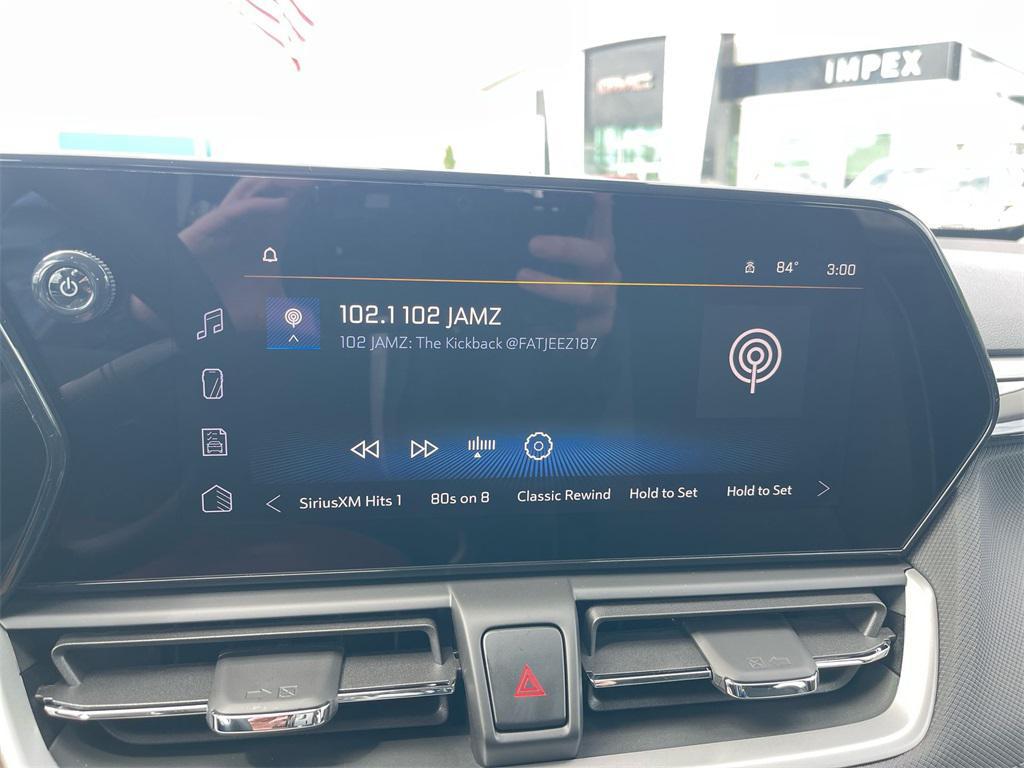 IMPEX
84° 3:00
102.1 102 JAMZ
102 JAMZ: The Kickback @FATJEEZ187
SiriusXM Hits 1 80s on 8 Classic Rewind Hold to Set Hold to Set